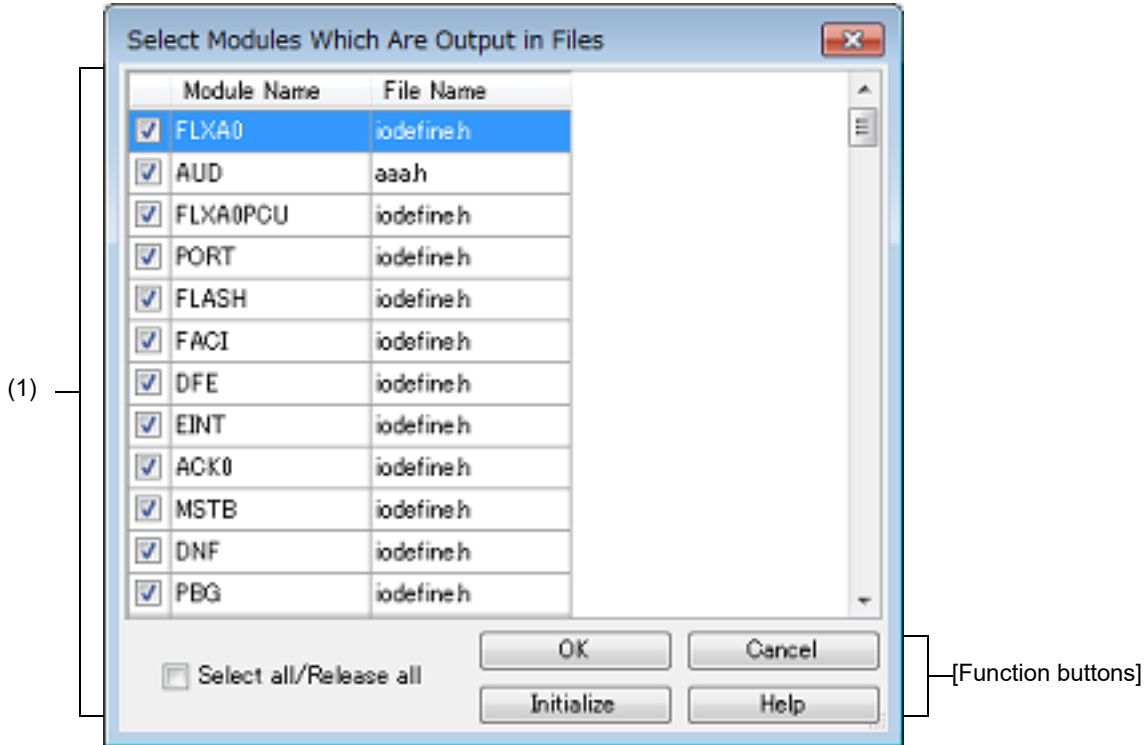 Select Modules Which Are Output in Files
Module Name File Name
FLXA0 iodefine.h
AUD aaa.h
FLXA0PCU iodefine.h
PORT iodefine.h
FLASH iodefine.h
FACI iodefine.h
DFE iodefine.h
EINT iodefine.h
ACK0 iodefine.h
MSTB iodefine.h
DNF iodefine.h
PBG iodefine.h
(1)
Select all/Release all
OK Cancel
Initialize Help
[Function buttons]